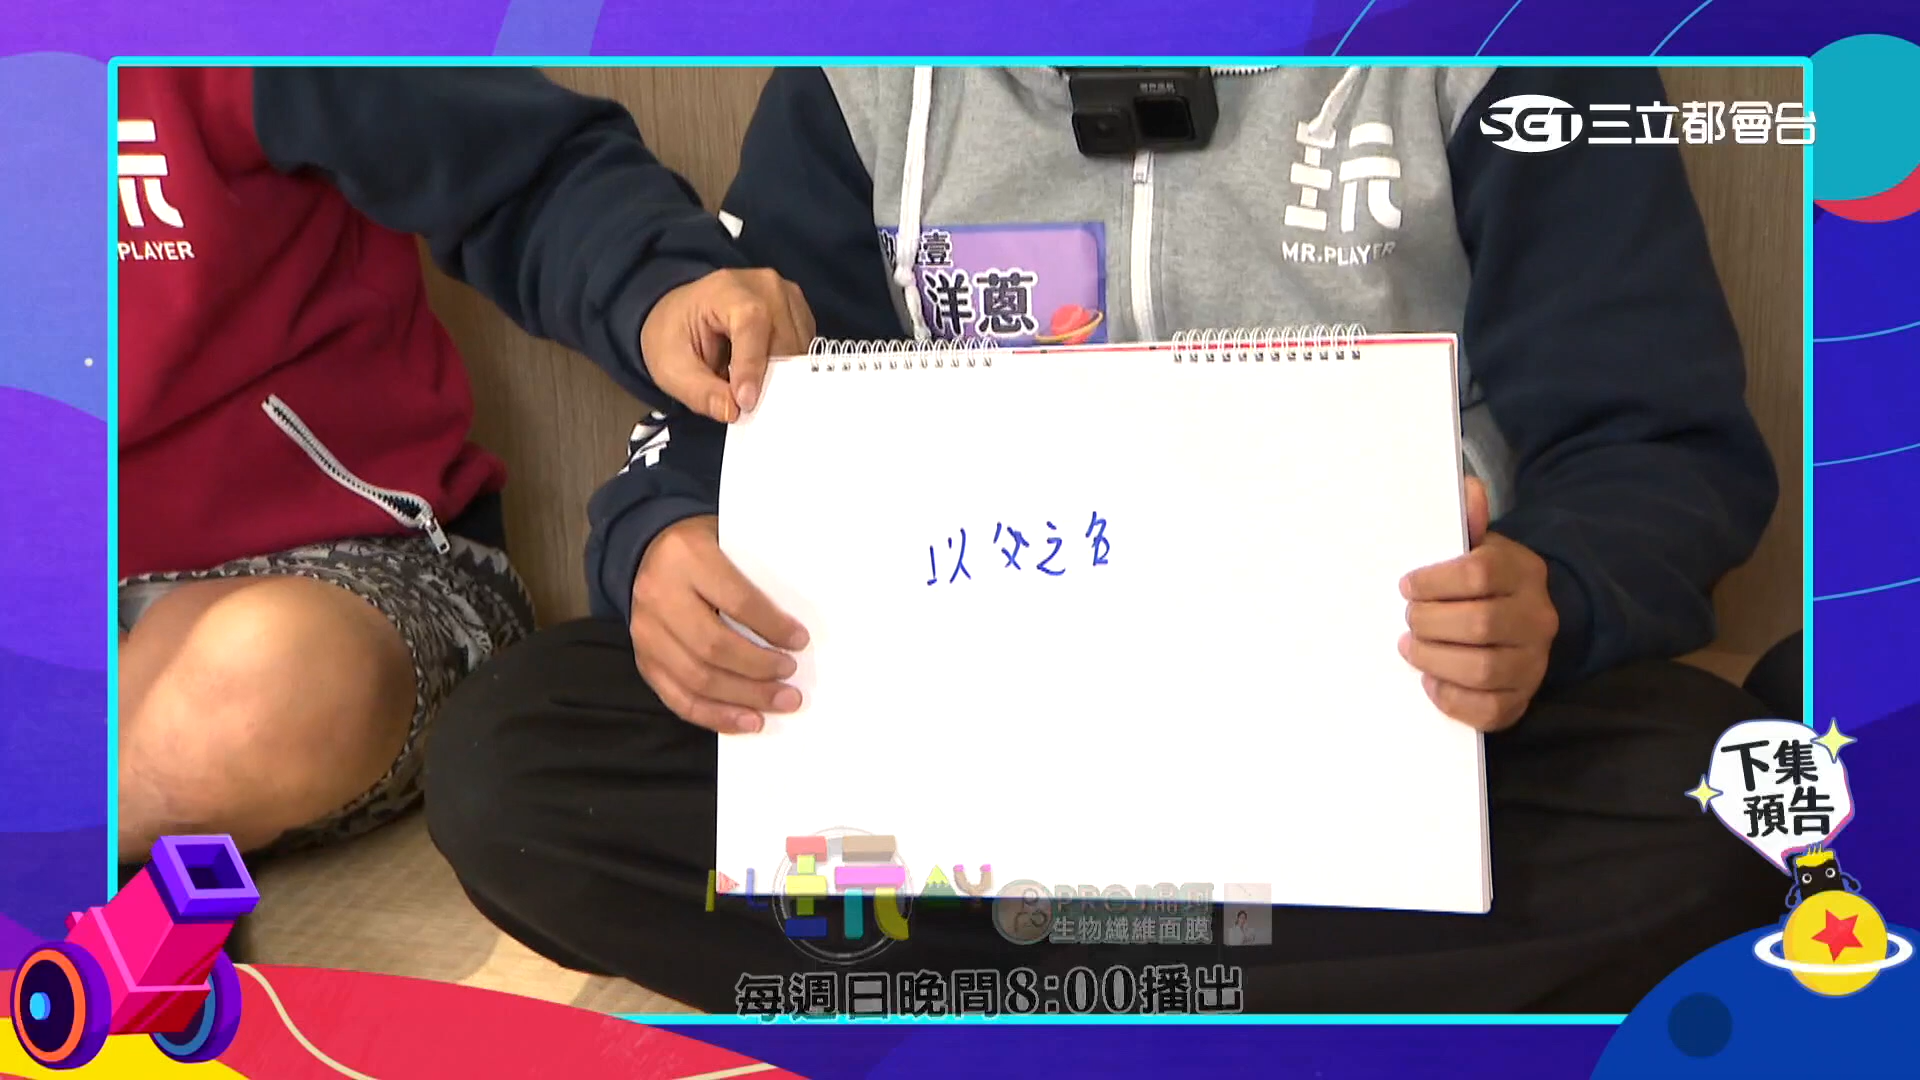 SET三立都會台
玩
PLAYER
玩
MR.PLAYER
壹
洋蔥
以父之名
下集
預告
PLAY
生物纖維面膜
每週日晚間8:00播出